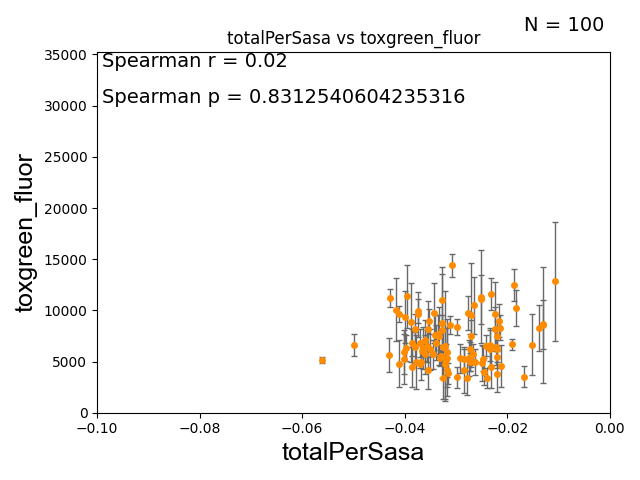 N = 100
totalPerSasa vs toxgreen_fluor
Spearman r = 0.02
Spearman p = 0.8312540604235316
35000
30000
25000
20000
15000
10000
5000
0
toxgreen_fluor
−0.10
−0.08
−0.06
−0.04
−0.02
0.00
totalPerSasa